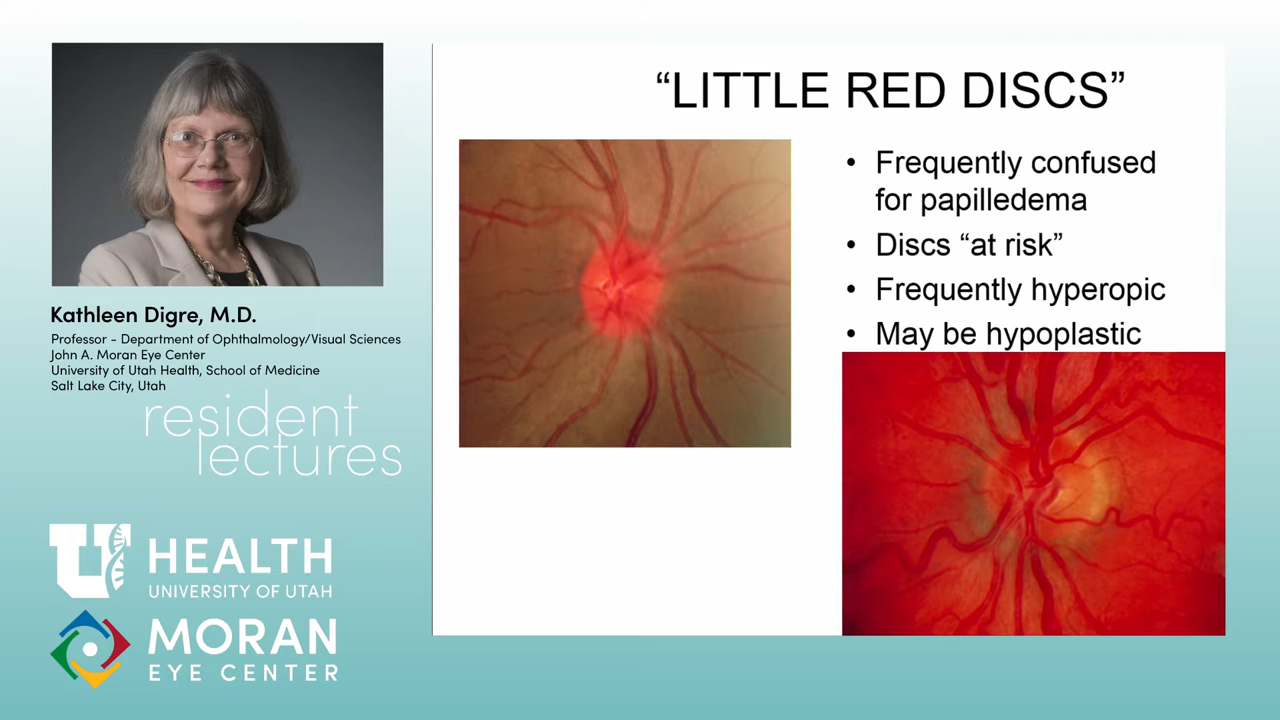 Kathleen Digre, M.D.
Professor - Department of Ophthalmology/Visual Sciences
John A. Moran Eye Center
University of Utah Health, School of Medicine
Salt Lake City, Utah
resident
lectures
U HEALTH
UNIVERSITY OF UTAH
MORAN
EYE CENTER
“LITTLE RED DISCS”
• Frequently confused
for papilledema
• Discs “at risk”
• Frequently hyperopic
• May be hypoplastic